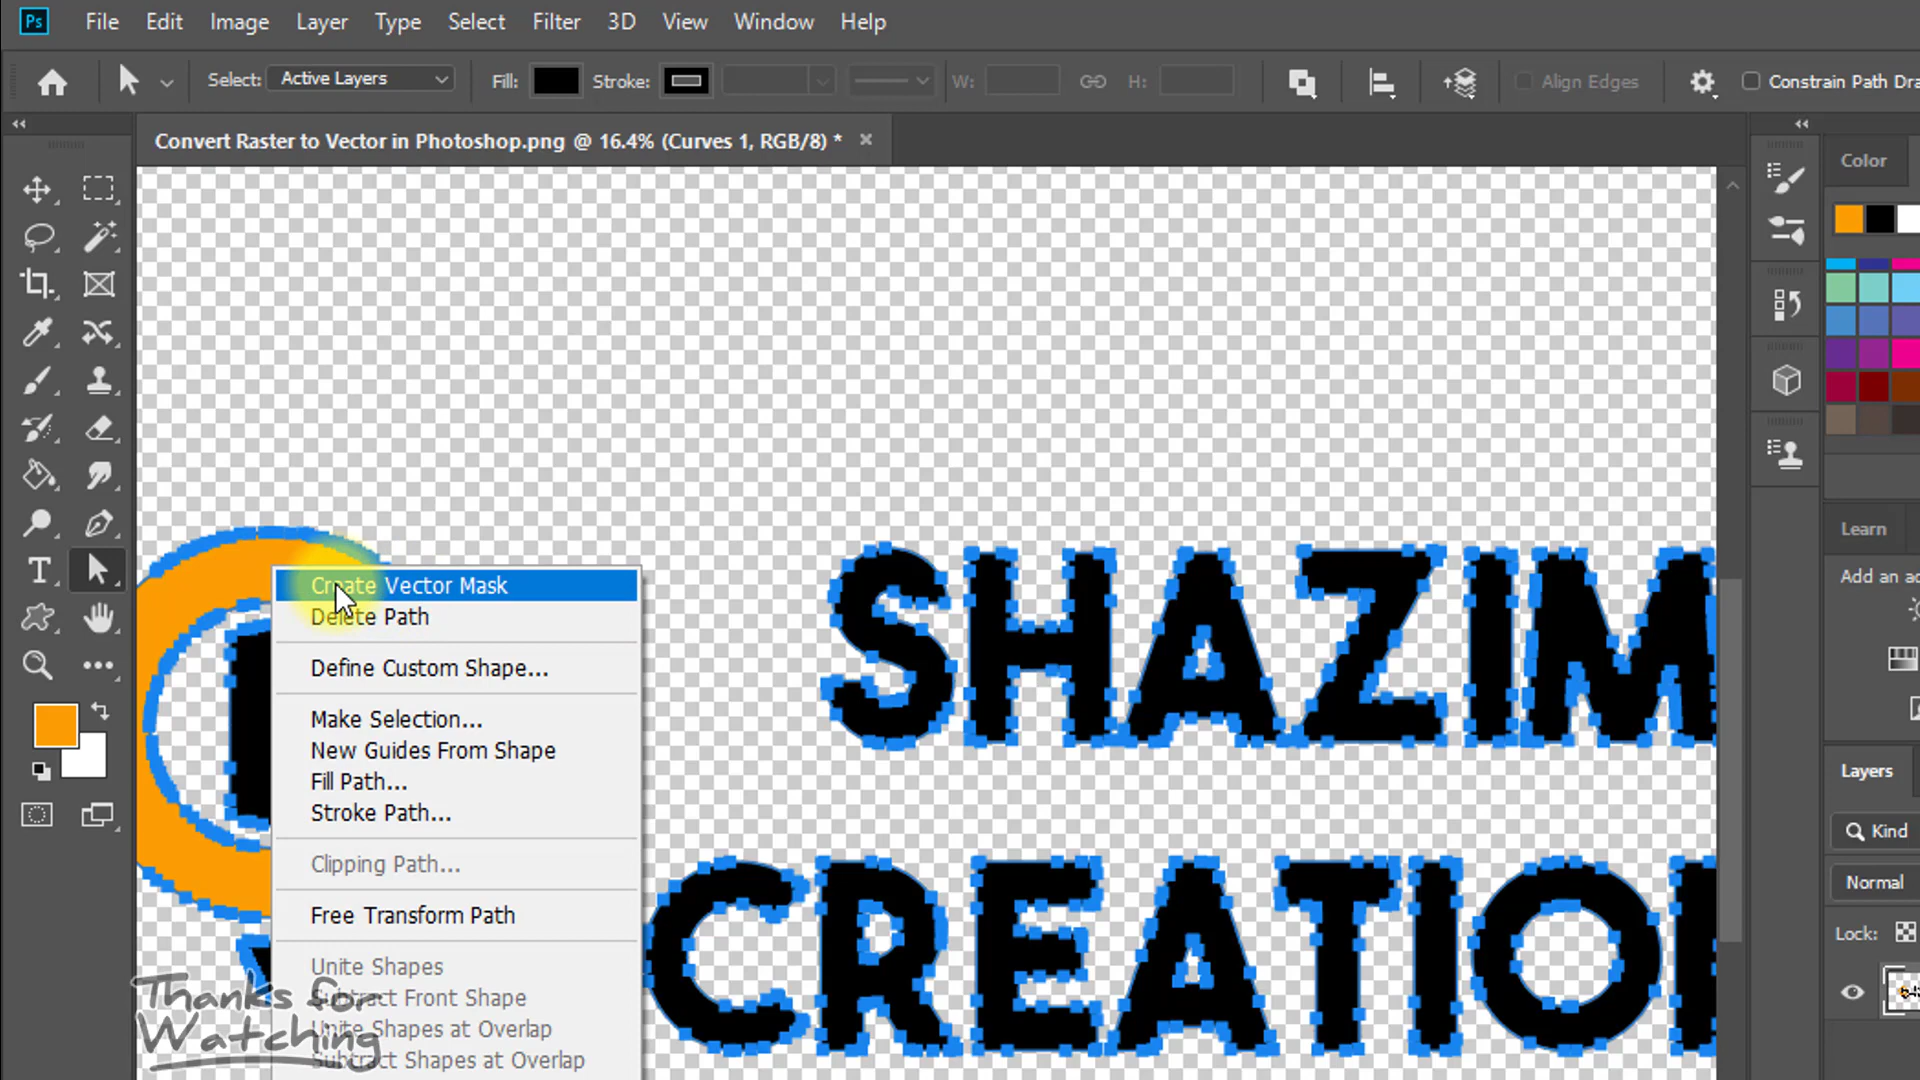 Ps File Edit Image Layer Type Select Filter 3D View Window Help
Select: Active Layers Fill: Stroke: W: H: Align Edges Constrain Path Dra
Convert Raster to Vector in Photoshop.png @ 16.4% (Curves 1, RGB/8) *
Color
Learn
Add an ad
Layers
Kind
Normal
Lock:
Create Vector Mask
Delete Path
Define Custom Shape...
Make Selection...
New Guides From Shape
Fill Path...
Stroke Path...
Clipping Path...
Free Transform Path
Unite Shapes
Subtract Front Shape
Unite Shapes at Overlap
Subtract Shapes at Overlap
SHAZIM
CREATION
Thanks for
Watching